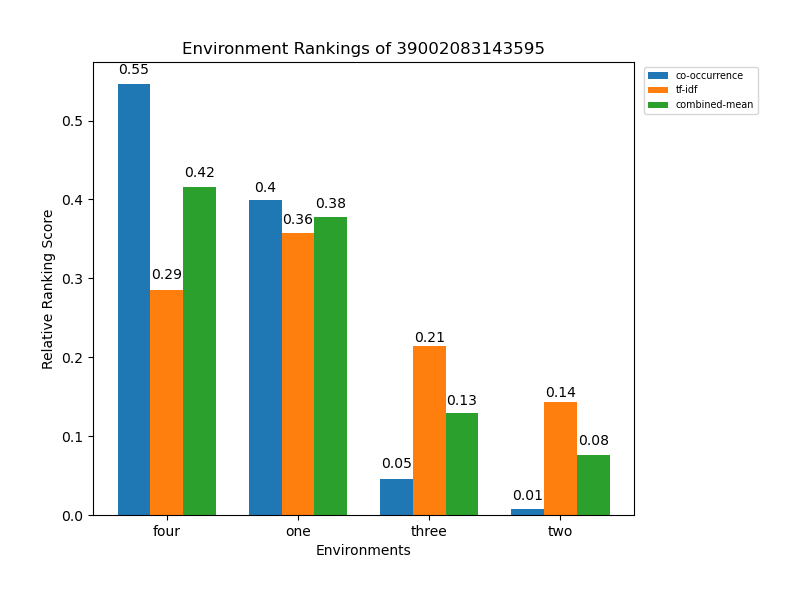 Environment Rankings of 39002083143595
co-occurrence
tf-idf
combined-mean
Relative Ranking Score
0.5
0.4
0.3
0.2
0.1
0.0
0.55
0.29
0.42
0.4
0.36
0.38
0.05
0.21
0.13
0.01
0.14
0.08
four one three two
Environments